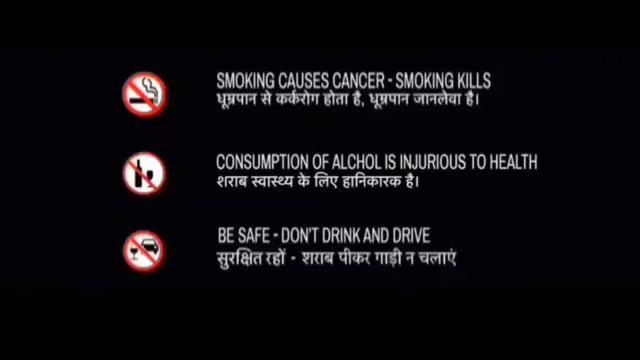 SMOKING CAUSES CANCER - SMOKING KILLS
धूम्रपान से कर्करोग होता है, धूम्रपान जानलेवा है।
CONSUMPTION OF ALCHOL IS INJURIOUS TO HEALTH
शराब स्वास्थ्य के लिए हानिकारक है।
BE SAFE - DON'T DRINK AND DRIVE
सुरक्षित रहों - शराब पीकर गाड़ी न चलाएं